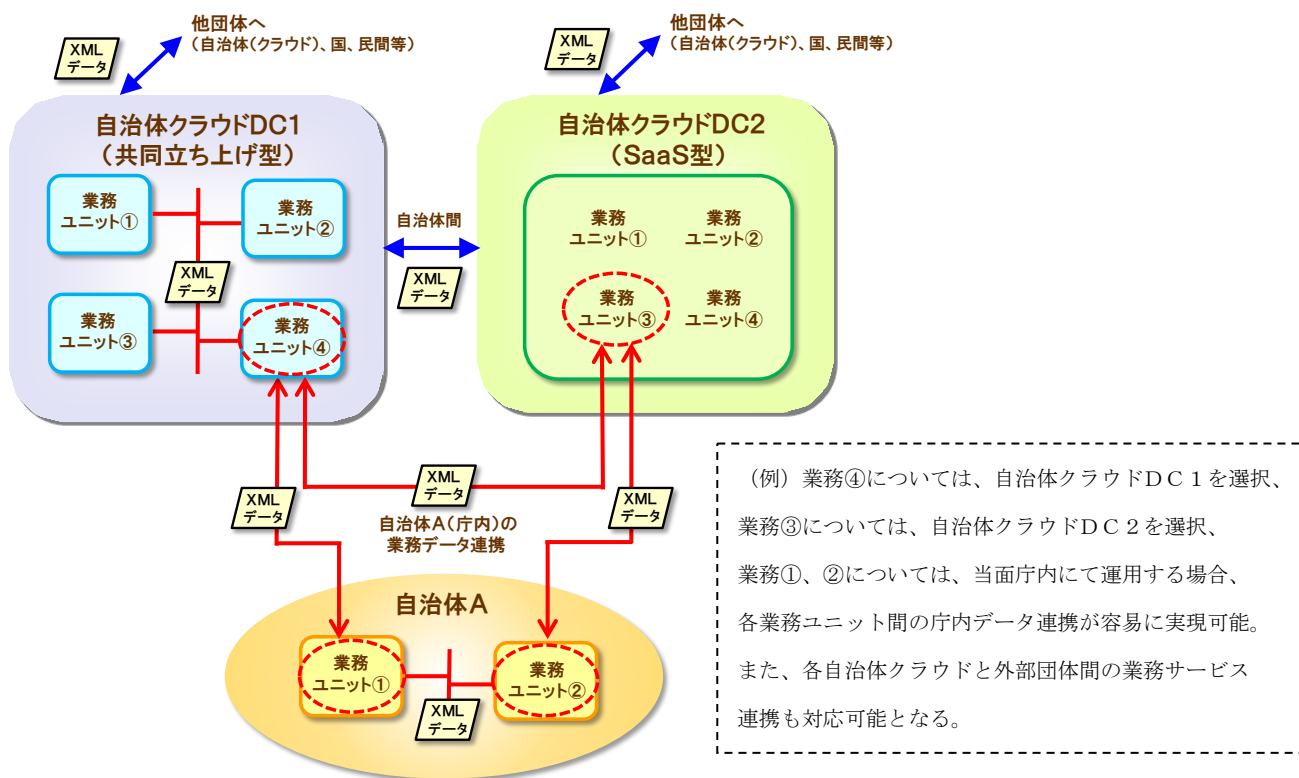 他団体へ
(自治体(クラウド)、国、民間等)
XML
データ
他団体へ
(自治体(クラウド)、国、民間等)
XML
データ
自治体クラウドDC1
(共同立ち上げ型)
業務
ユニット①
業務
ユニット②
XML
データ
業務
ユニット③
業務
ユニット④
自治体間
XML
データ
自治体クラウドDC2
(SaaS型)
業務
ユニット①
業務
ユニット②
業務
ユニット③
業務
ユニット④
XML
データ
XML
データ
XML
データ
自治体A(庁内)の
業務データ連携
自治体A
業務
ユニット①
業務
ユニット②
XML
データ
(例)業務④については、自治体クラウドDC1を選択、
業務③については、自治体クラウドDC2を選択、
業務①、②については、当面庁内にて運用する場合、
各業務ユニット間の庁内データ連携が容易に実現可能。
また、各自治体クラウドと外部団体間の業務サービス
連携も対応可能となる。